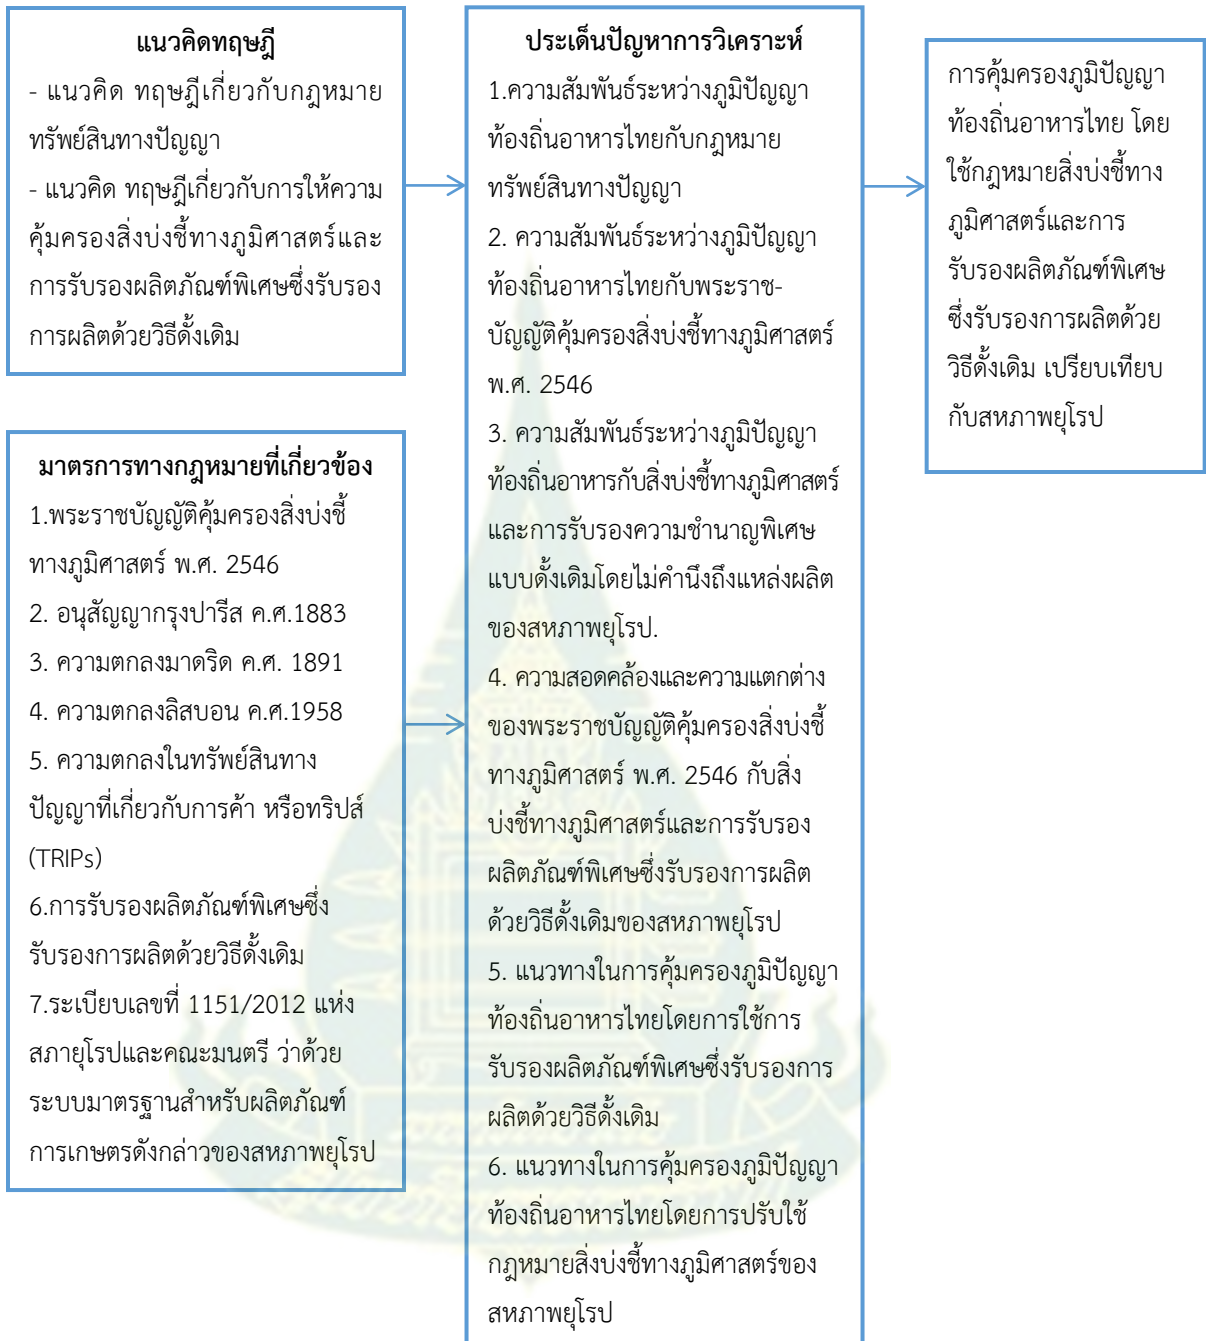 แนวคิดทฤษฎี
- แนวคิด ทฤษฎีเกี่ยวกับกฎหมาย
ทรัพย์สินทางปัญญา
- แนวคิด ทฤษฎีเกี่ยวกับการให้ความ
คุ้มครองสิ่งบ่งชี้ทางภูมิศาสตร์และ
การรับรองผลิตภัณฑ์พิเศษซึ่งรับรอง
การผลิตด้วยวิธีดั้งเดิม
มาตรการทางกฎหมายที่เกี่ยวข้อง
1.พระราชบัญญัติคุ้มครองสิ่งบ่งชี้
ทางภูมิศาสตร์ พ.ศ. 2546
2. อนุสัญญากรุงปารีส ค.ศ.1883
3. ความตกลงมาดริด ค.ศ. 1891
4. ความตกลงลิสบอน ค.ศ.1958
5. ความตกลงในทรัพย์สินทาง
ปัญญาที่เกี่ยวกับการค้า หรือทริปส์
(TRIPs)
6.การรับรองผลิตภัณฑ์พิเศษซึ่ง
รับรองการผลิตด้วยวิธีดั้งเดิม
7.ระเบียบเลขที่ 1151/2012 แห่ง
สภายุโรปและคณะมนตรี ว่าด้วย
ระบบมาตรฐานสำหรับผลิตภัณฑ์
การเกษตรดังกล่าวของสหภาพยุโรป
ประเด็นปัญหาการวิเคราะห์
1.ความสัมพันธ์ระหว่างภูมิปัญญา
ท้องถิ่นอาหารไทยกับกฎหมาย
ทรัพย์สินทางปัญญา
2. ความสัมพันธ์ระหว่างภูมิปัญญา
ท้องถิ่นอาหารไทยกับพระราช-
บัญญัติคุ้มครองสิ่งบ่งชี้ทางภูมิศาสตร์
พ.ศ. 2546
3. ความสัมพันธ์ระหว่างภูมิปัญญา
ท้องถิ่นอาหารกับสิ่งบ่งชี้ทางภูมิศาสตร์
และการรับรองความชำนาญพิเศษ
แบบดั้งเดิมโดยไม่คำนึงถึงแหล่งผลิต
ของสหภาพยุโรป.
4. ความสอดคล้องและความแตกต่าง
ของพระราชบัญญัติคุ้มครองสิ่งบ่งชี้
ทางภูมิศาสตร์ พ.ศ. 2546 กับสิ่ง
บ่งชี้ทางภูมิศาสตร์และการรับรอง
ผลิตภัณฑ์พิเศษซึ่งรับรองการผลิต
ด้วยวิธีดั้งเดิมของสหภาพยุโรป
5. แนวทางในการคุ้มครองภูมิปัญญา
ท้องถิ่นอาหารไทยโดยการใช้การ
รับรองผลิตภัณฑ์พิเศษซึ่งรับรองการ
ผลิตด้วยวิธีดั้งเดิม
6. แนวทางในการคุ้มครองภูมิปัญญา
ท้องถิ่นอาหารไทยโดยการปรับใช้
กฎหมายสิ่งบ่งชี้ทางภูมิศาสตร์ของ
สหภาพยุโรป
การคุ้มครองภูมิปัญญา
ท้องถิ่นอาหารไทย โดย
ใช้กฎหมายสิ่งบ่งชี้ทาง
ภูมิศาสตร์และการ
รับรองผลิตภัณฑ์พิเศษ
ซึ่งรับรองการผลิตด้วย
วิธีดั้งเดิม เปรียบเทียบ
กับสหภาพยุโรป